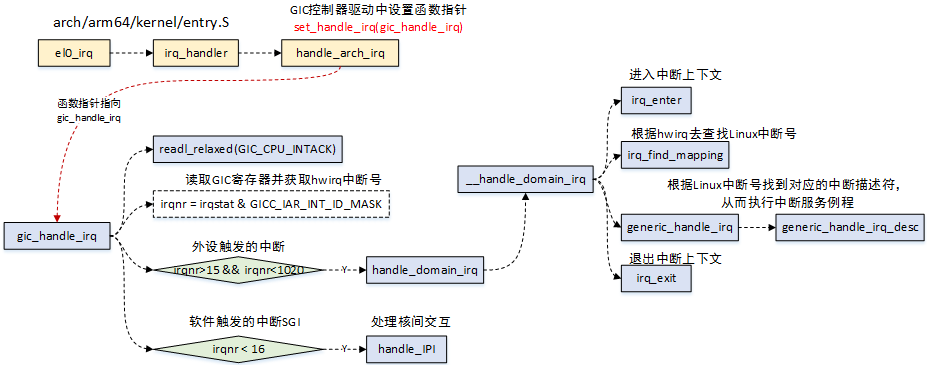 arch/arm64/kernel/entry.S
GIC控制器驱动中设置函数指针
set_handle_irq(gic_handle_irq)
el0_irq
irq_handler
handle_arch_irq
函数指针指向
gic_handle_irq
readl_relaxed(GIC_CPU_INTACK)
读取GIC寄存器并获取hwirq中断号
irqnr = irqstat & GICC_IAR_INT_ID_MASK
gic_handle_irq
外设触发的中断
irqnr>15 && irqnr<1020
Y
handle_domain_irq
软件触发的中断SGI
irqnr < 16
Y
处理核间交互
handle_IPI
__handle_domain_irq
进入中断上下文
irq_enter
根据hwirq去查找Linux中断号
irq_find_mapping
根据Linux中断号找到对应的中断描述符，
从而执行中断服务例程
generic_handle_irq
generic_handle_irq_desc
退出中断上下文
irq_exit